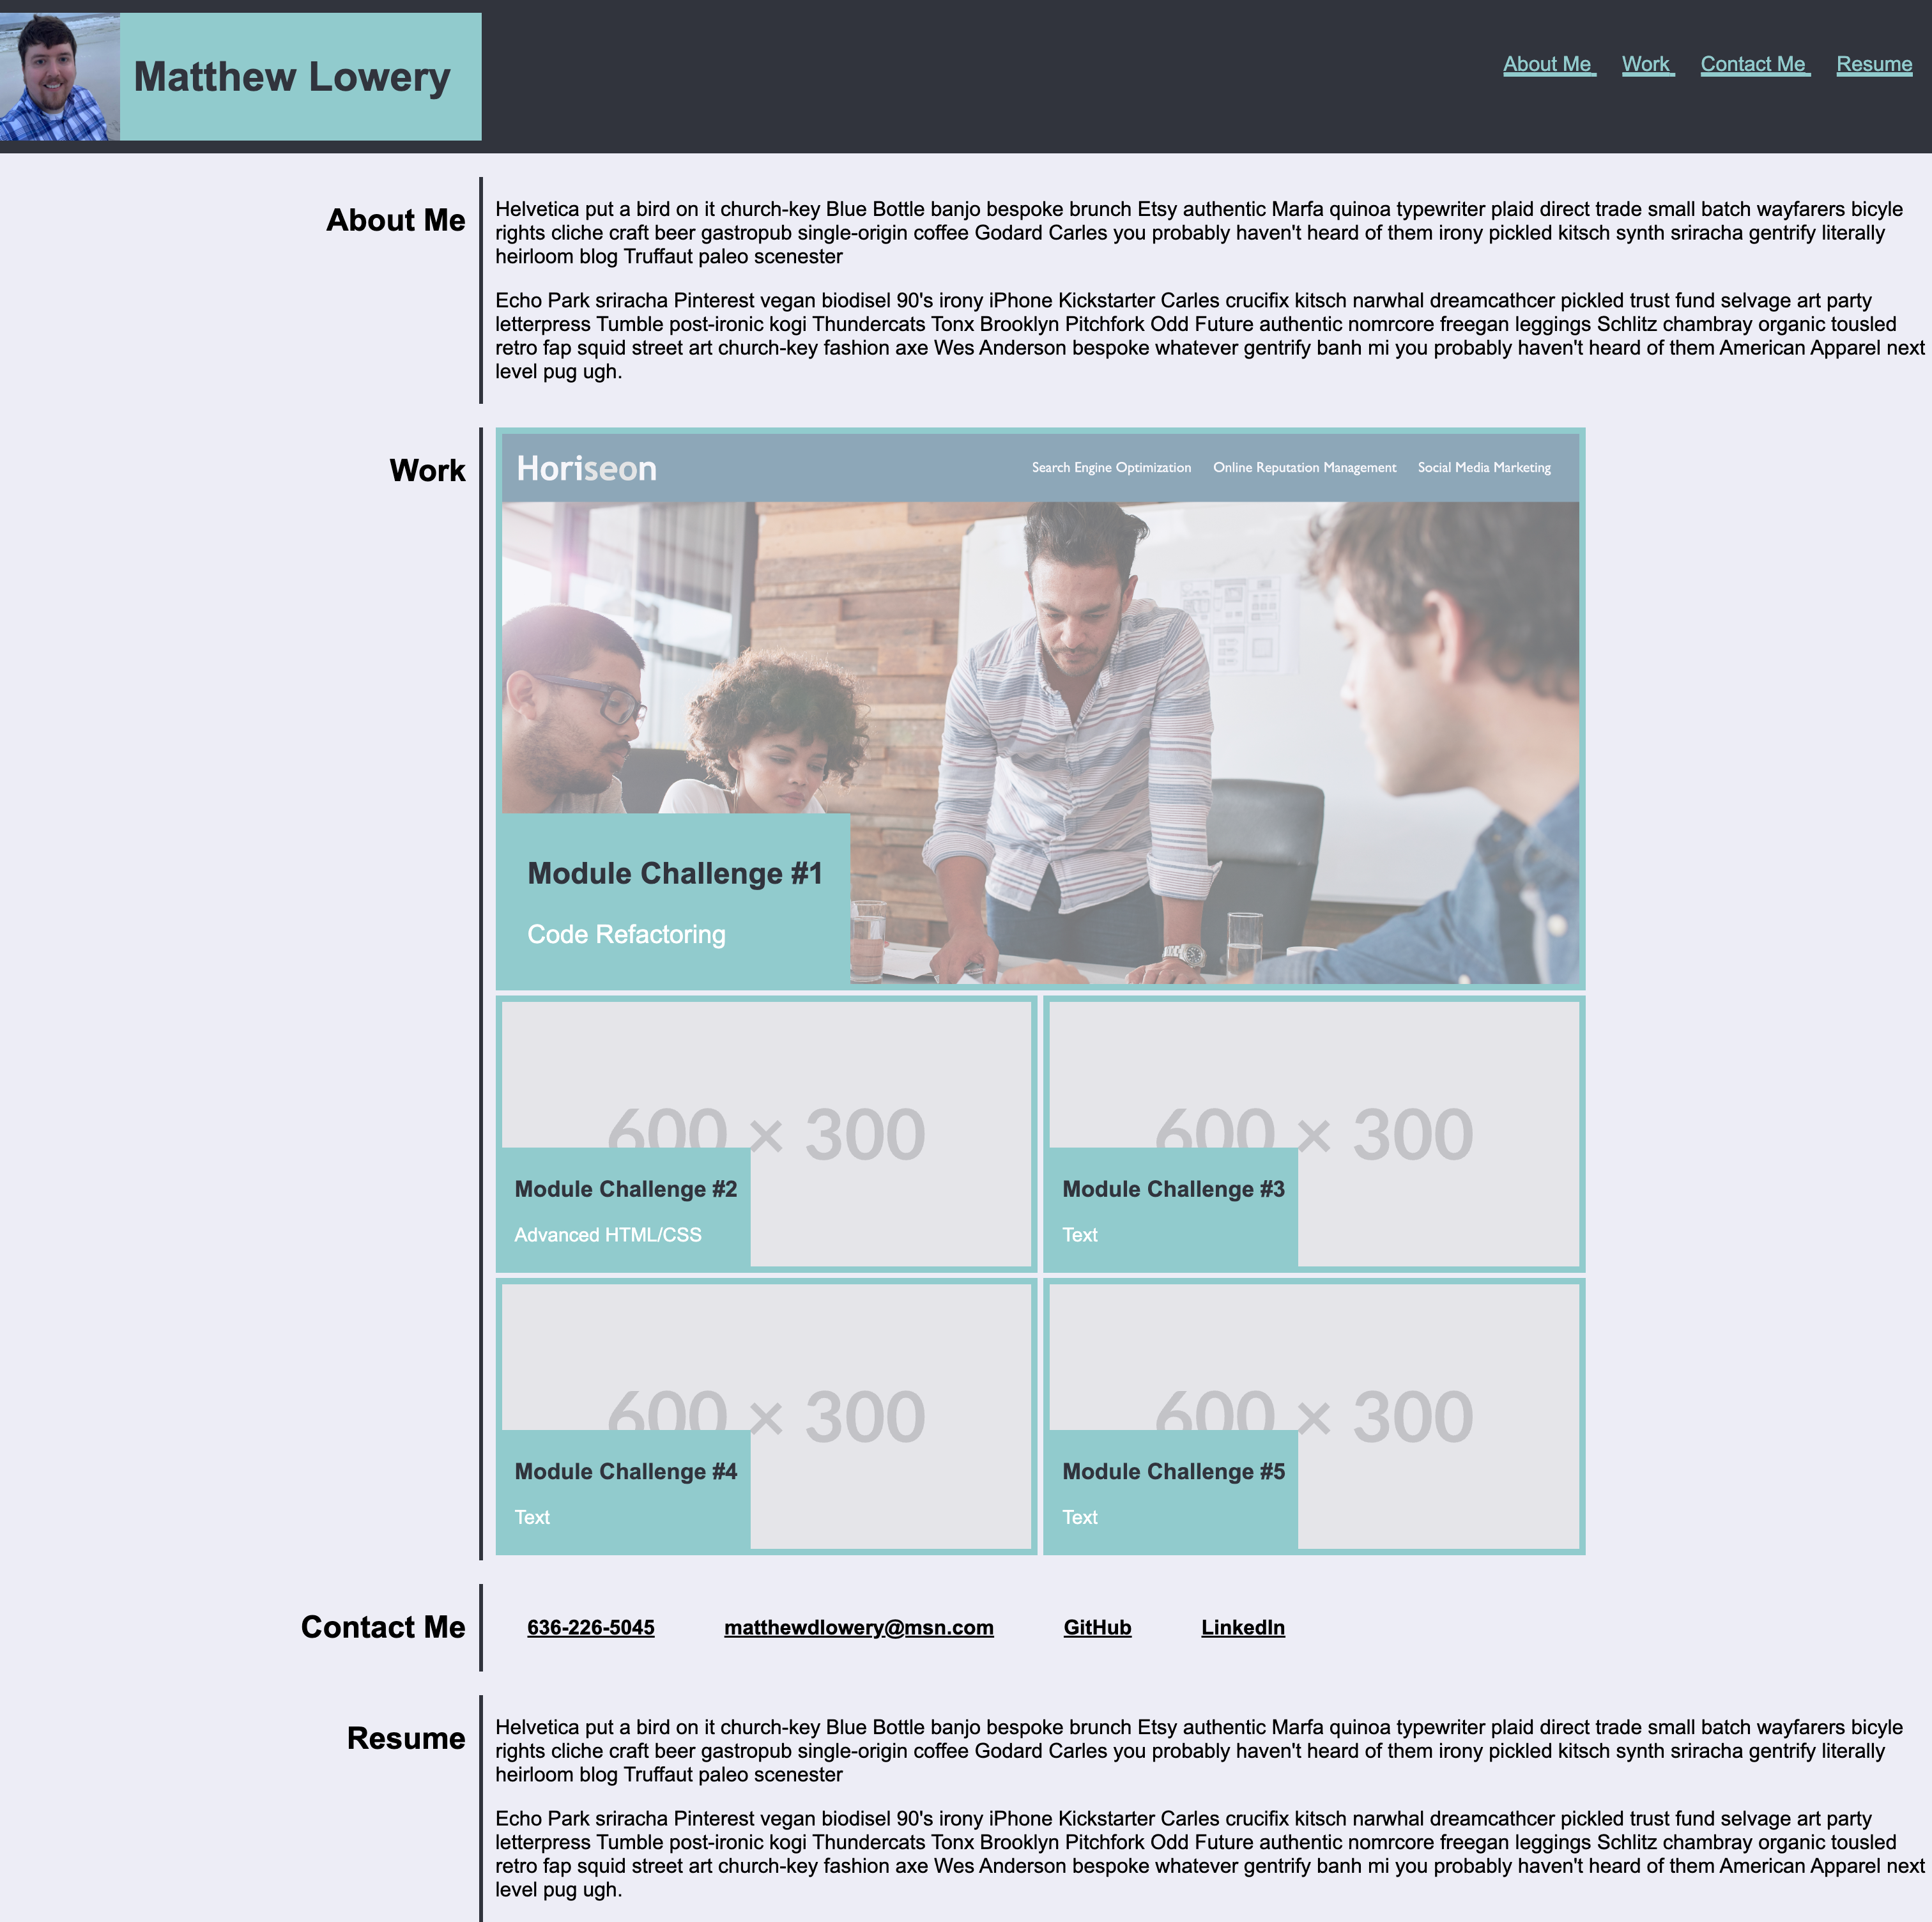 Matthew Lowery
About Me Work Contact Me Resume
About Me
Helvetica put a bird on it church-key Blue Bottle banjo bespoke brunch Etsy authentic Marfa quinoa typewriter plaid direct trade small batch wayfarers bicyle
rights cliche craft beer gastropub single-origin coffee Godard Carles you probably haven't heard of them irony pickled kitsch synth sriracha gentrify literally
heirloom blog Truffaut paleo scenester
Echo Park sriracha Pinterest vegan biodisel 90's irony iPhone Kickstarter Carles crucifix kitsch narwhal dreamcathcer pickled trust fund selvage art party
letterpress Tumble post-ironic kogi Thundercats Tonx Brooklyn Pitchfork Odd Future authentic nomrcore freegan leggings Schlitz chambray organic tousled
retro fap squid street art church-key fashion axe Wes Anderson bespoke whatever gentrify banh mi you probably haven't heard of them American Apparel next
level pug ugh.
Work
Horiseon
Search Engine Optimization Online Reputation Management Social Media Marketing
Module Challenge #1
Code Refactoring
600 × 300
Module Challenge #2
Advanced HTML/CSS
600 × 300
Module Challenge #3
Text
600 × 300
Module Challenge #4
Text
600 × 300
Module Challenge #5
Text
Contact Me
636-226-5045 matthewdlowery@msn.com GitHub LinkedIn
Resume
Helvetica put a bird on it church-key Blue Bottle banjo bespoke brunch Etsy authentic Marfa quinoa typewriter plaid direct trade small batch wayfarers bicyle
rights cliche craft beer gastropub single-origin coffee Godard Carles you probably haven't heard of them irony pickled kitsch synth sriracha gentrify literally
heirloom blog Truffaut paleo scenester
Echo Park sriracha Pinterest vegan biodisel 90's irony iPhone Kickstarter Carles crucifix kitsch narwhal dreamcathcer pickled trust fund selvage art party
letterpress Tumble post-ironic kogi Thundercats Tonx Brooklyn Pitchfork Odd Future authentic nomrcore freegan leggings Schlitz chambray organic tousled
retro fap squid street art church-key fashion axe Wes Anderson bespoke whatever gentrify banh mi you probably haven't heard of them American Apparel next
level pug ugh.